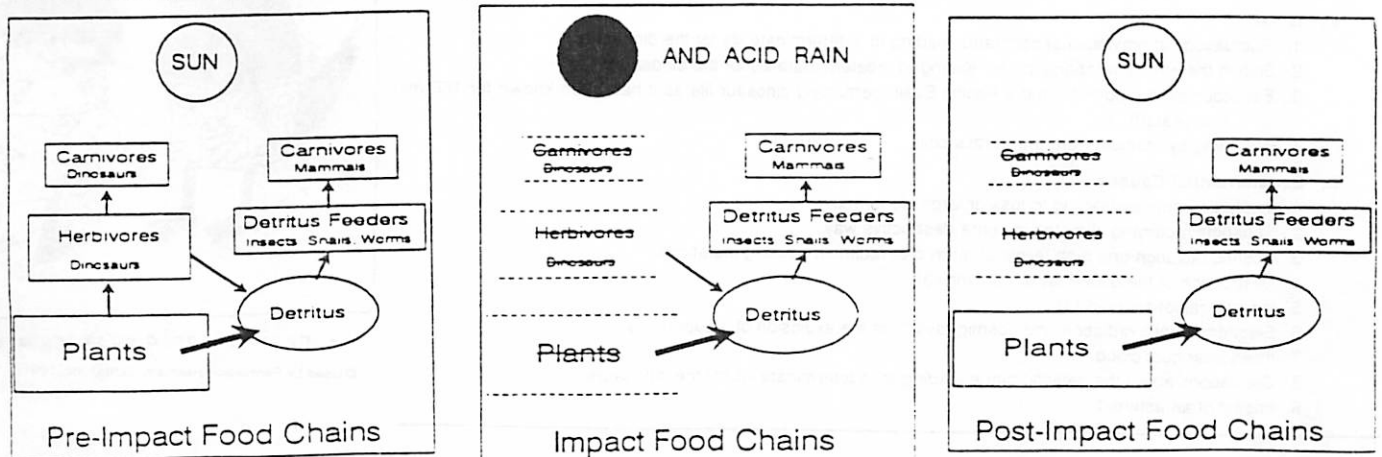 SUN
Carnivores
Dinosaurs
Carnivores
Mammals
Herbivores
Dinosaurs
Detritus Feeders
Insects Snails Worms
Detritus
Plants
Pre-Impact Food Chains
AND ACID RAIN
Carnivores
Dinosaurs
Carnivores
Mammals
Herbivores
Dinosaurs
Detritus Feeders
Insects Snails Worms
Detritus
Plants
Impact Food Chains
SUN
Carnivores
Dinosaurs
Carnivores
Mammals
Herbivores
Dinosaurs
Detritus Feeders
Insects Snails Worms
Detritus
Plants
Post-Impact Food Chains